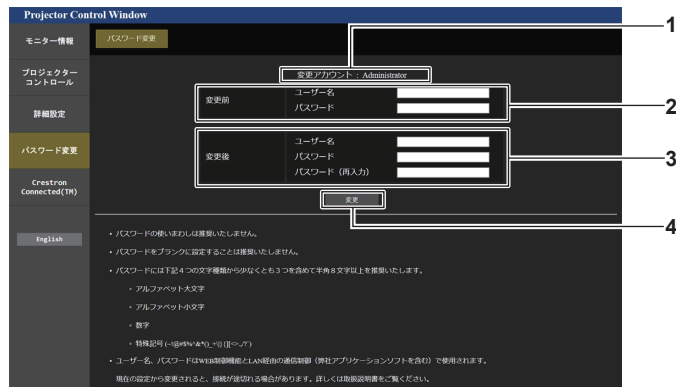 Projector Control Window
モニター情報
パスワード変更
プロジェクター
コントロール
詳細設定
パスワード変更
Crestron
Connected(TM)
English
変更アカウント : Administrator
変更前
ユーザー名
パスワード
変更後
ユーザー名
パスワード
パスワード (再入力)
変更
1
2
3
4
• パスワードの使いまわしは推奨いたしません。
• パスワードをブランクに設定することは推奨いたしません。
• パスワードには下記４つの文字種類から少なくとも３つを含めて半角８文字以上を推奨いたします。
• アルファベット大文字
• アルファベット小文字
• 数字
• 特殊記号
• ユーザー名、パスワードはWEB制御機能とLAN経由の通信制御（弊社アプリケーションソフトを含む）で使用されます。
現在の設定から変更されると、接続が途切れる場合があります。詳しくは取扱説明書をご覧ください。